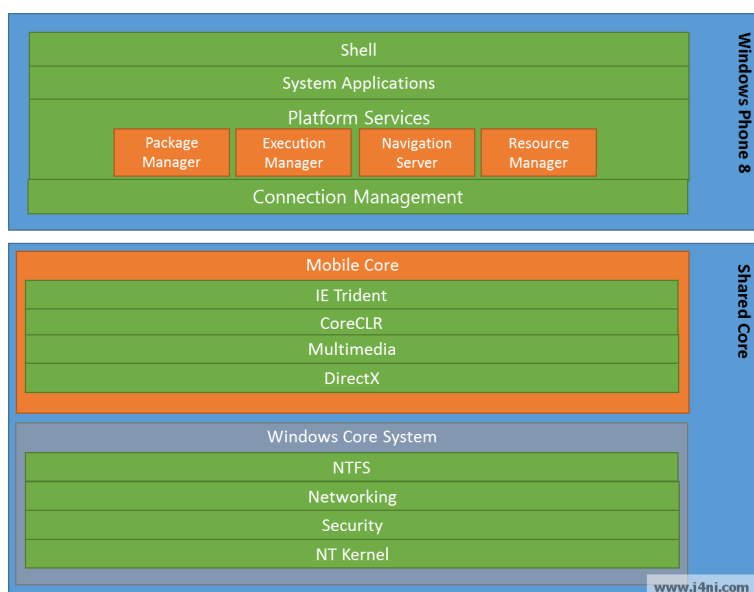 Shell
System Applications
Platform Services
Package
Manager
Execution
Manager
Navigation
Server
Resource
Manager
Connection Management
Windows Phone 8
Mobile Core
IE Trident
CoreCLR
Multimedia
DirectX
Shared Core
Windows Core System
NTFS
Networking
Security
NT Kernel
www.i4ni.com